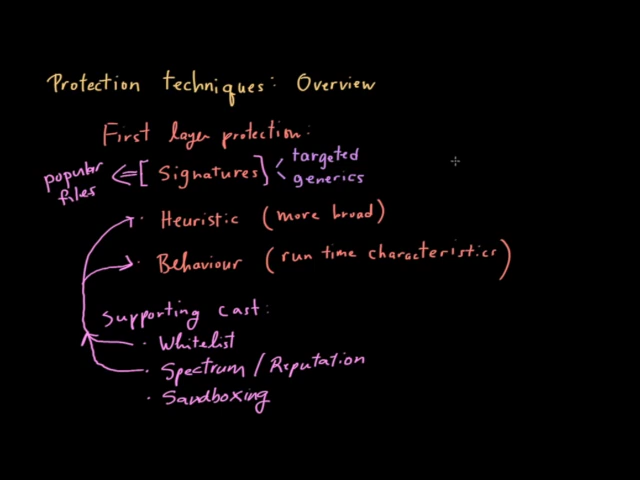 Protection techniques: Overview
First layer protection:
popular files <= [ Signatures ] < targeted
generics
· Heuristic (more broad)
· Behaviour (run time characteristics)
Supporting cast:
· Whitelist
· Spectrum / Reputation
· Sandboxing